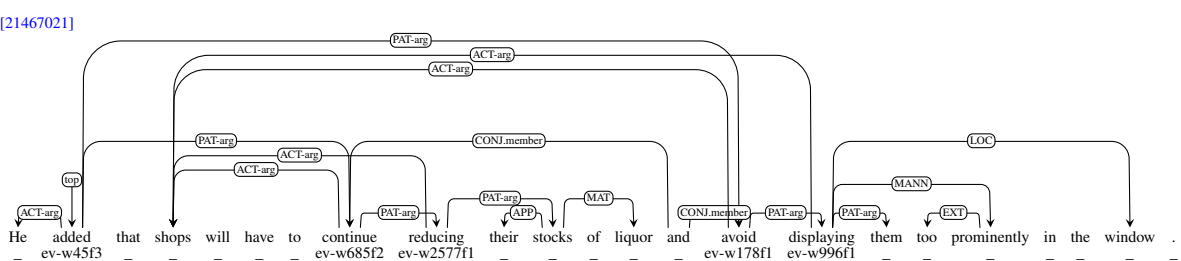 [21467021]
PAT-arg
ACT-arg
ACT-arg
PAT-arg CONJ.member LOC
ACT-arg
ACT-arg
top MANN
PAT-arg MAT
ACT-arg PAT-arg APP CONJ.member PAT-arg PAT-arg EXT
He added that shops will have to continue reducing their stocks of liquor and avoid displaying them too prominently in the window .
_ ev-w45f3 _ _ _ _ _ ev-w685f2 ev-w2577f1 _ _ _ _ _ ev-w178f1 ev-w996f1 _ _ _ _ _ _ _